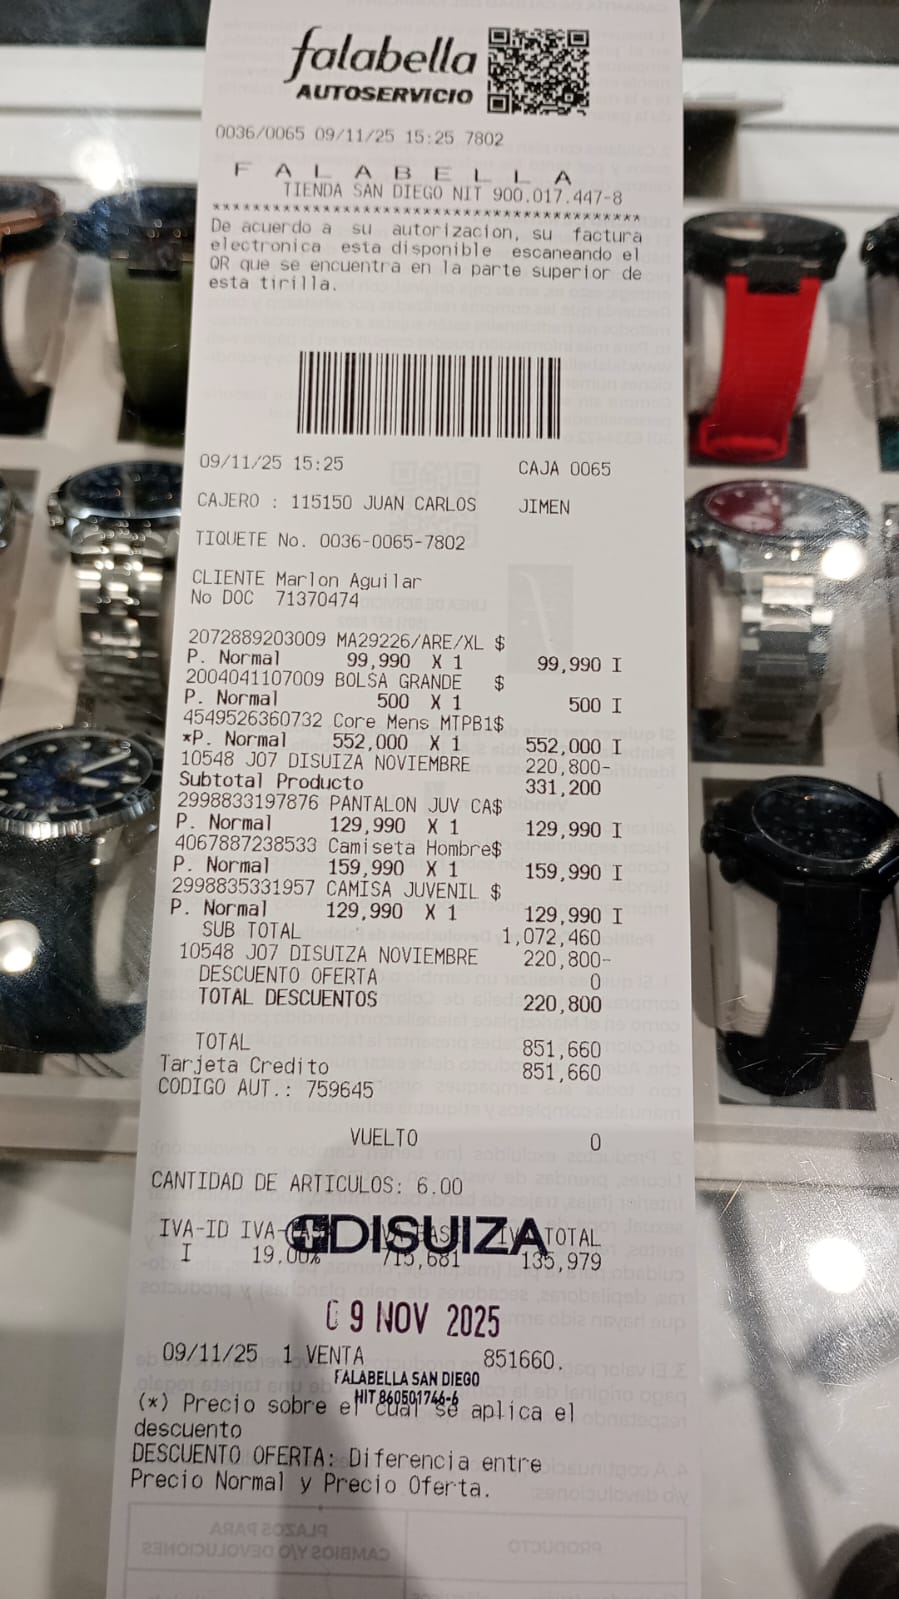 falabella
AUTOSERVICIO
0036/0065 09/11/25 15:25 7802
F A L A B E L L A
TIENDA SAN DIEGO NIT 900.017.447-8
******************************************
De acuerdo a su autorizacion, su factura
electronica esta disponible escaneando el
QR que se encuentra en la parte superior de
esta tirilla.
09/11/25 15:25 CAJA 0065
CAJERO : 115150 JUAN CARLOS JIMEN
TIQUETE No. 0036-0065-7802
CLIENTE Marlon Aguilar
No DOC 71370474
2072889203009 MA29226/ARE/XL $
P. Normal 99,990 X 1 99,990 I
2004041107009 BOLSA GRANDE $
P. Normal 500 X 1 500 I
4549526360732 Core Mens MTPB1$
*P. Normal 552,000 X 1 552,000 I
10548 J07 DISUIZA NOVIEMBRE 220,800-
Subtotal Producto 331,200
2998833197876 PANTALON JUV CA$
P. Normal 129,990 X 1 129,990 I
4067887238533 Camiseta Hombre$
P. Normal 159,990 X 1 159,990 I
2998835331957 CAMISA JUVENIL $
P. Normal 129,990 X 1 129,990 I
SUB TOTAL 1,072,460
10548 J07 DISUIZA NOVIEMBRE 220,800-
DESCUENTO OFERTA 0
TOTAL DESCUENTOS 220,800
TOTAL 851,660
Tarjeta Credito 851,660
CODIGO AUT.: 759645
VUELTO 0
CANTIDAD DE ARTICULOS: 6.00
IVA-ID IVA- TOTAL
DISUIZA
I 19.00% 715,681 135,979
09 NOV 2025
09/11/25 1 VENTA 851660.
FALABELLA SAN DIEGO
NIT 860501746-6
(*) Precio sobre el cual se aplica el
descuento
DESCUENTO OFERTA: Diferencia entre
Precio Normal y Precio Oferta.